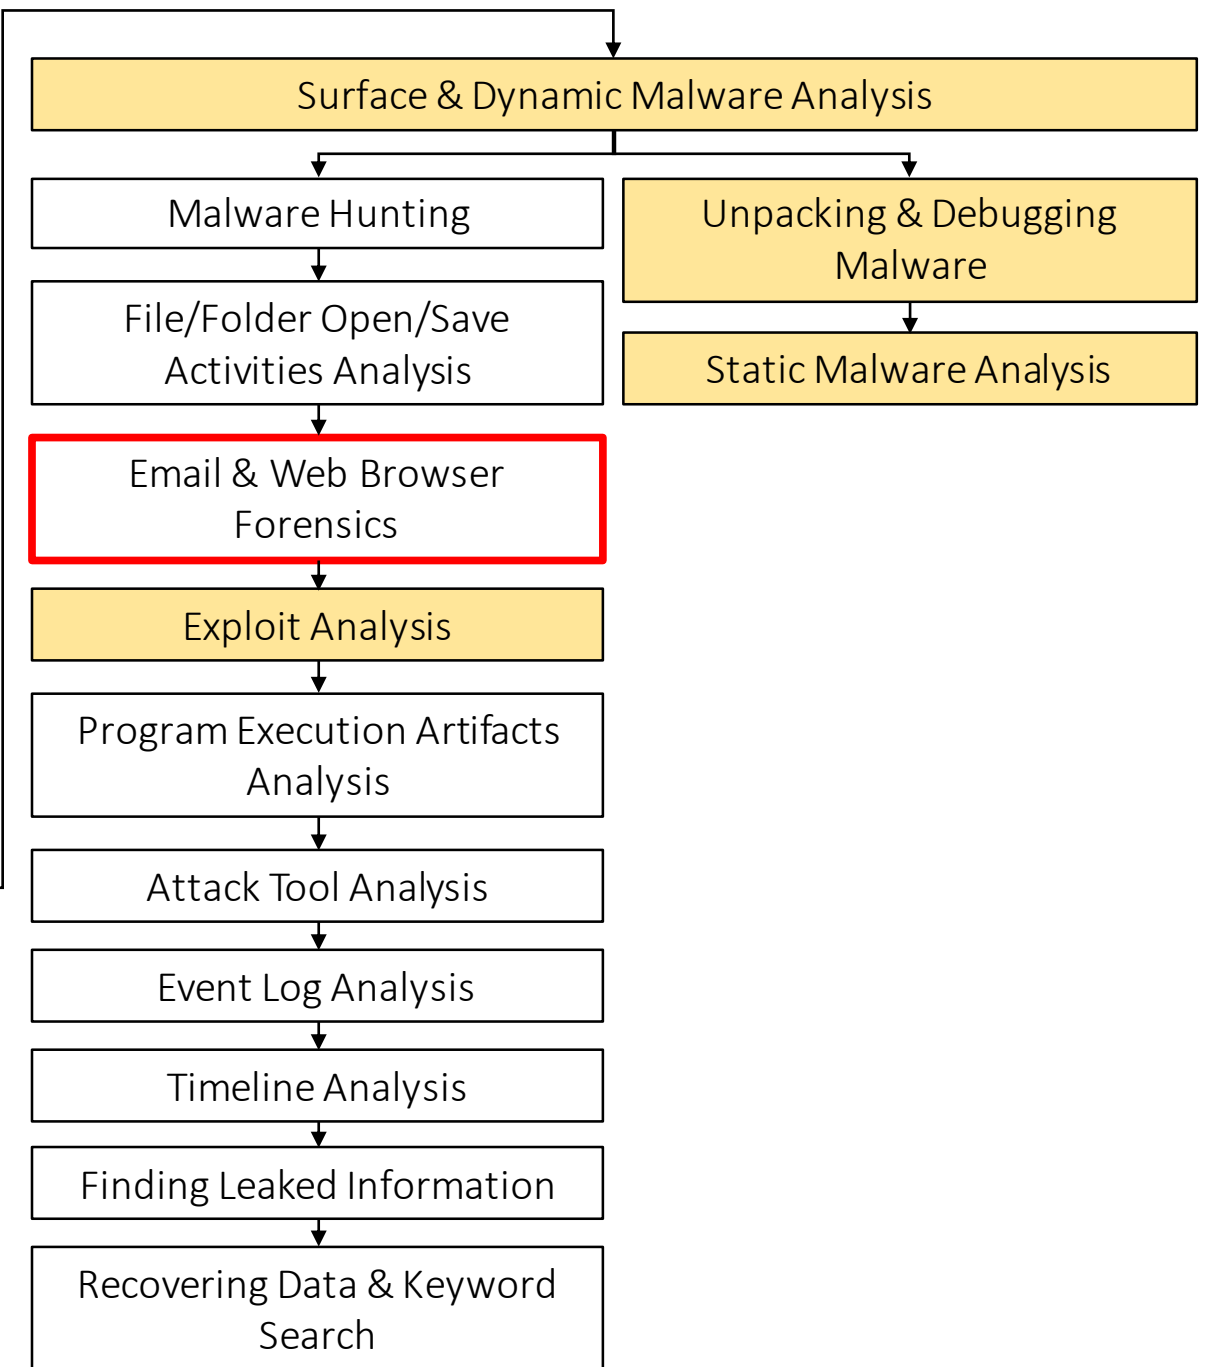 Surface & Dynamic Malware Analysis
Malware Hunting
Unpacking & Debugging
Malware
File/Folder Open/Save
Activities Analysis
Static Malware Analysis
Email & Web Browser
Forensics
Exploit Analysis
Program Execution Artifacts
Analysis
Attack Tool Analysis
Event Log Analysis
Timeline Analysis
Finding Leaked Information
Recovering Data & Keyword
Search